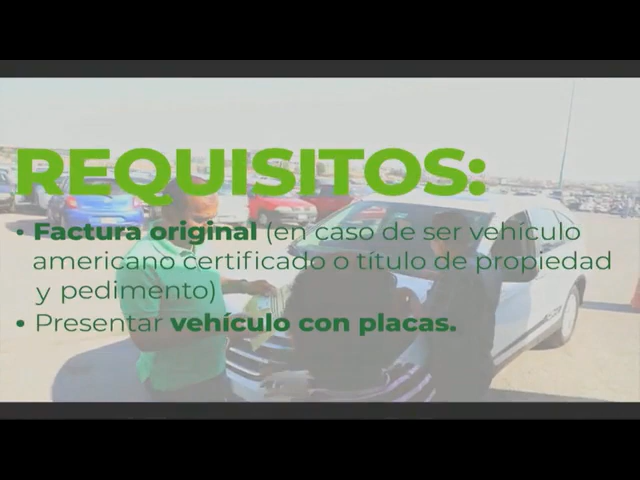 REQUISITOS:
• Factura original (en caso de ser vehículo
americano certificado o título de propiedad
y pedimento)
• Presentar vehículo con placas.